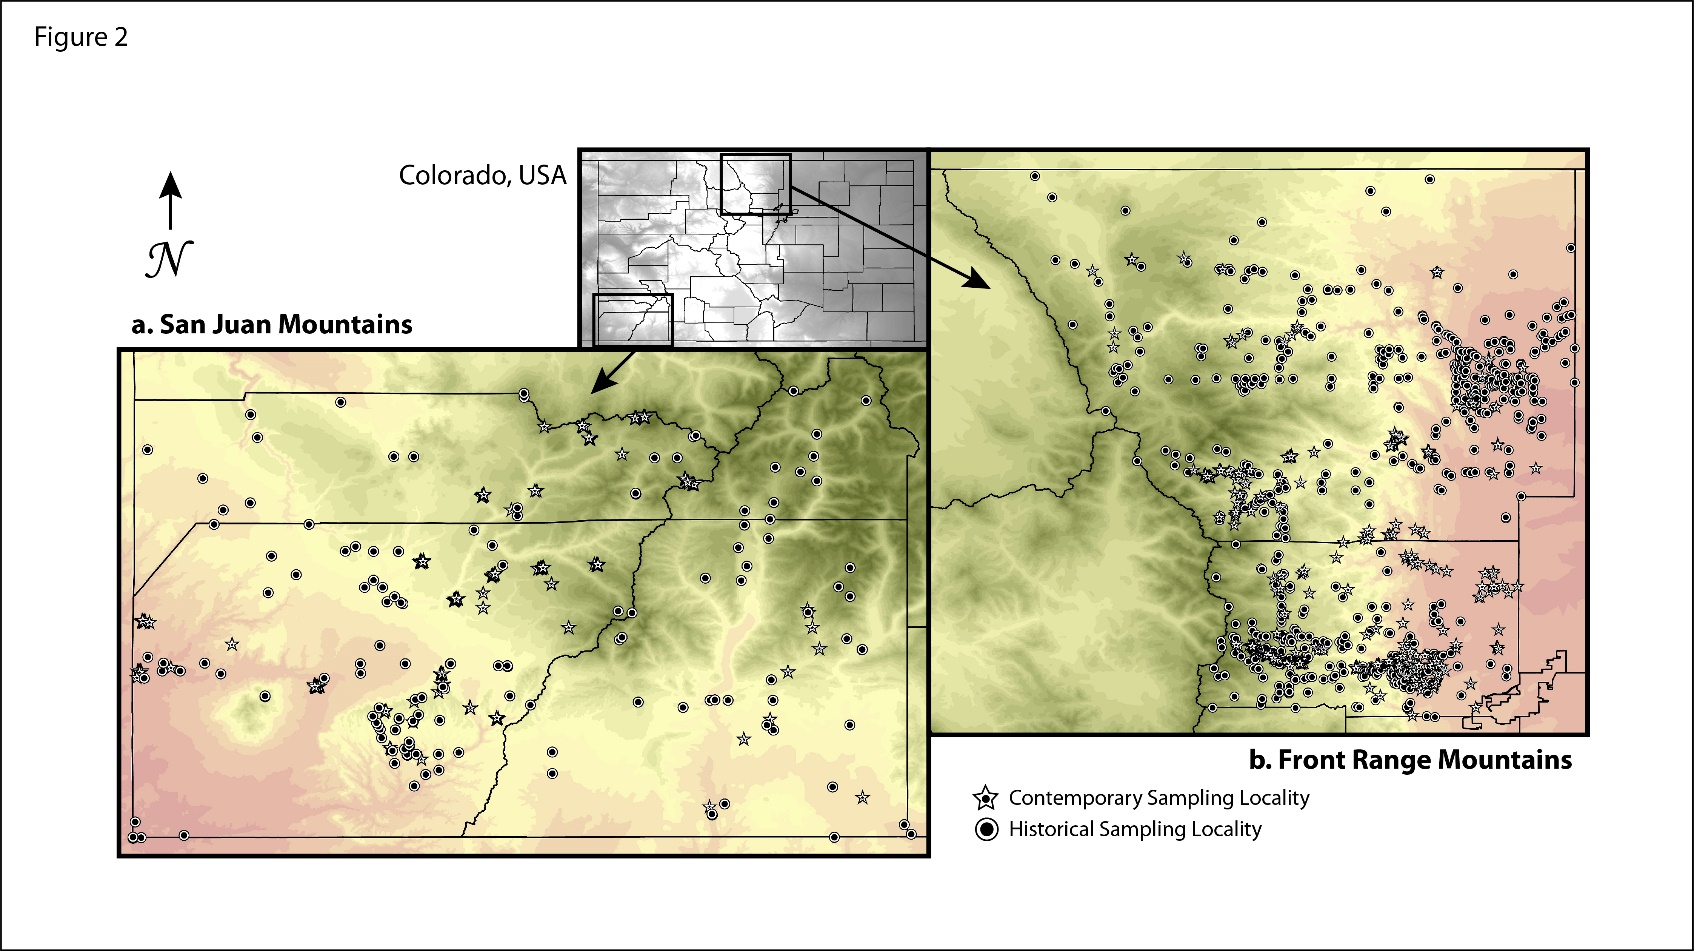 Figure 2
Colorado, USA
N
a. San Juan Mountains
b. Front Range Mountains
Contemporary Sampling Locality
Historical Sampling Locality